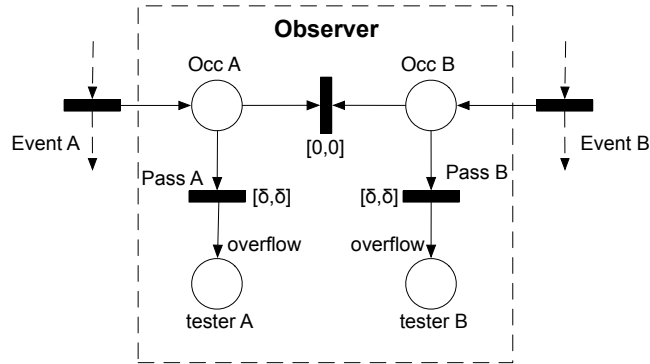 Observer
Occ A
Occ B
Event A
[0,0]
Event B
Pass A
Pass B
[δ,δ]
[δ,δ]
overflow
overflow
tester A
tester B